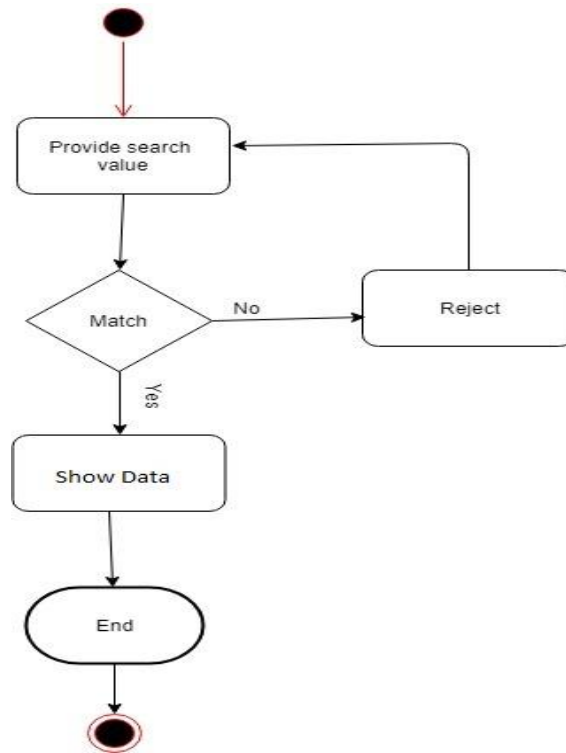 Provide search
value
Match
No
Reject
Yes
Show Data
End